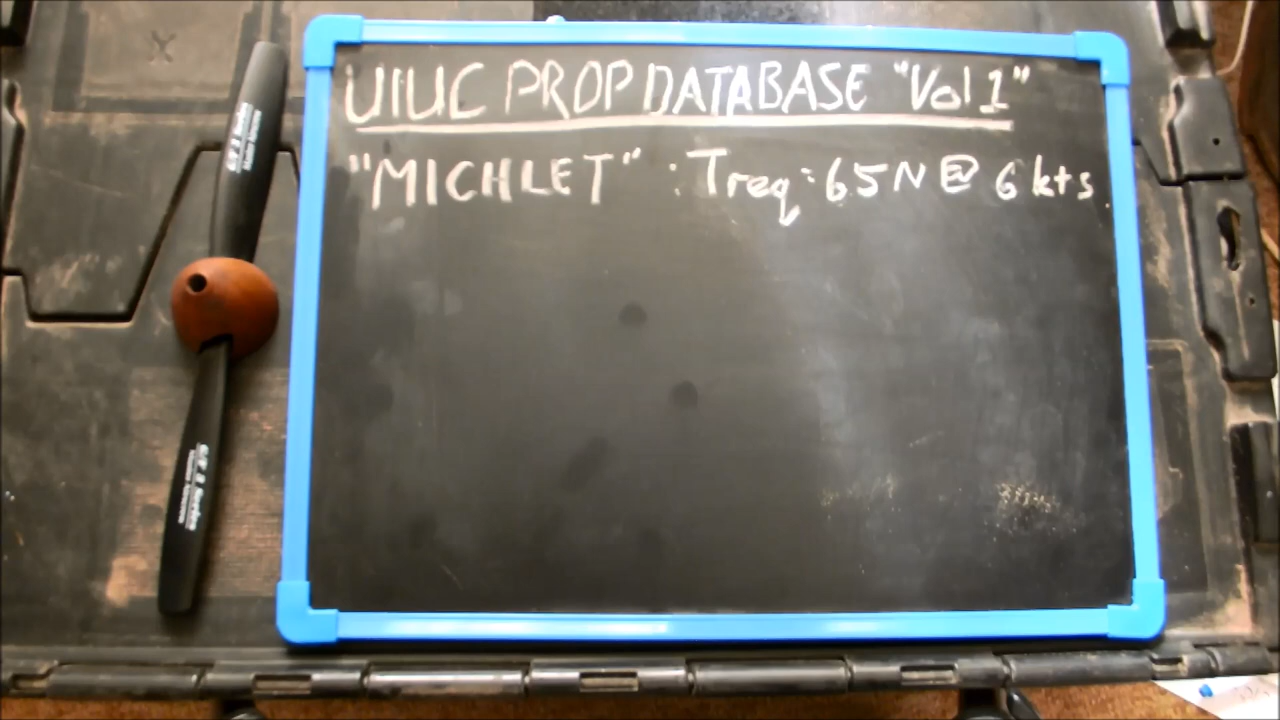 UIUC PROP DATABASE "Vol 1"
"MICHLET" : Treq = 65N @ 6 kts